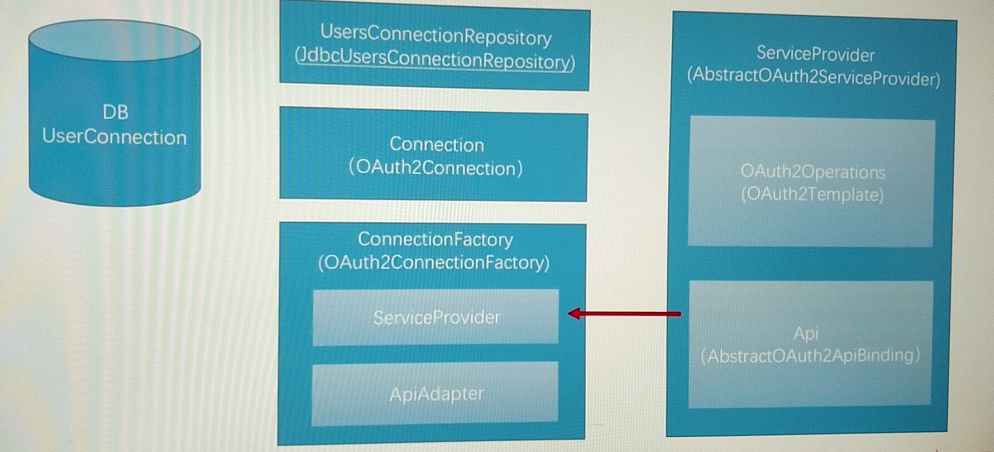 DB
UserConnection
UsersConnectionRepository
(JdbcUsersConnectionRepository)
Connection
(OAuth2Connection)
ConnectionFactory
(OAuth2ConnectionFactory)
ServiceProvider
ApiAdapter
ServiceProvider
(AbstractOAuth2ServiceProvider)
OAuth2Operations
(OAuth2Template)
Api
(AbstractOAuth2ApiBinding)